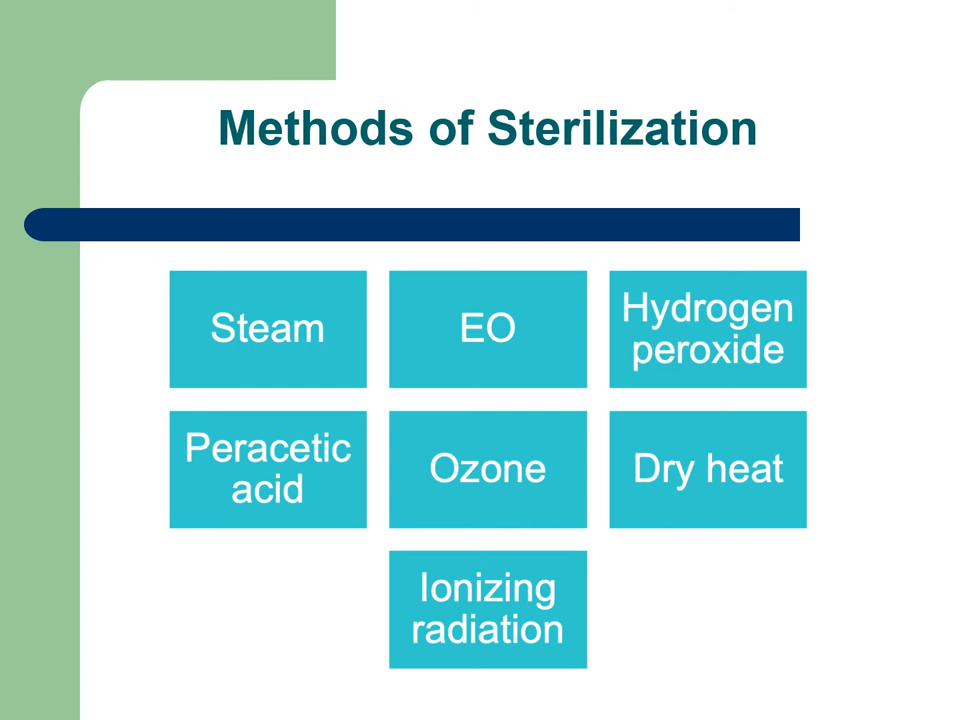 Methods of Sterilization
Steam
EO
Hydrogen
peroxide
Peracetic
acid
Ozone
Dry heat
Ionizing
radiation